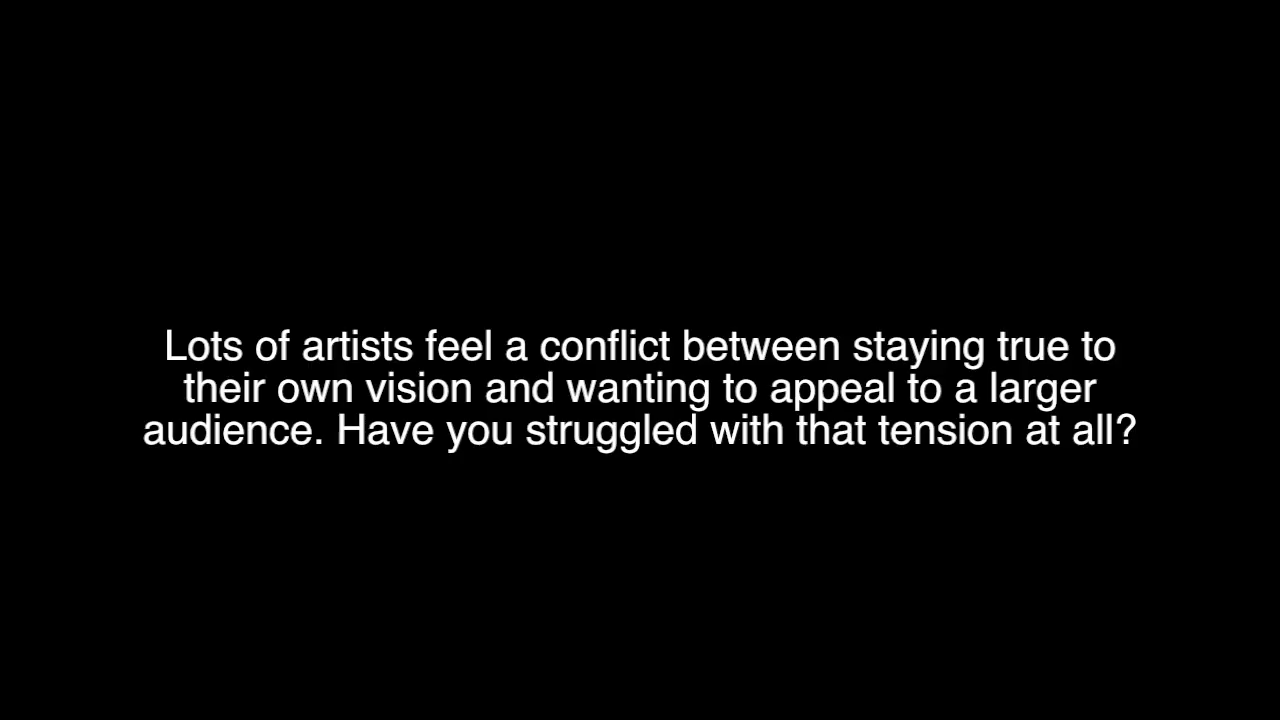 Lots of artists feel a conflict between staying true to
their own vision and wanting to appeal to a larger
audience. Have you struggled with that tension at all?